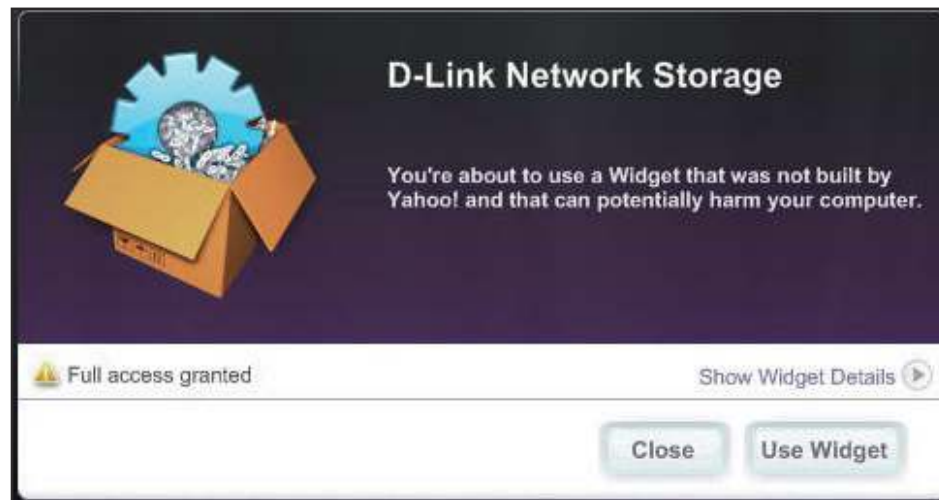 D-Link Network Storage
You're about to use a Widget that was not built by
Yahoo! and that can potentially harm your computer.
Full access granted
Show Widget Details
Close
Use Widget